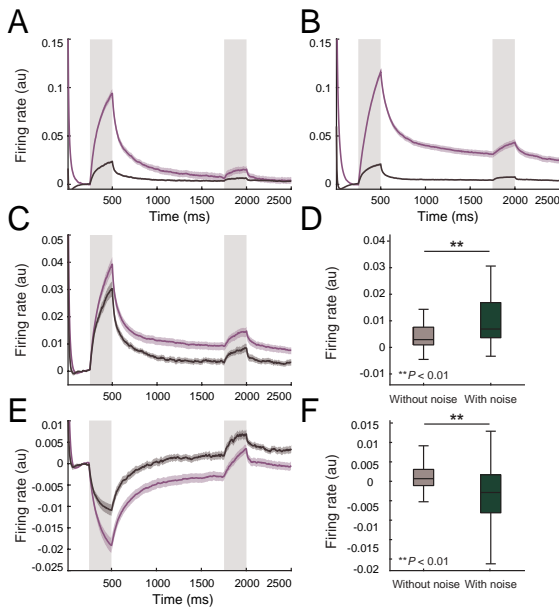 A
B
0.15
0.1
0.05
0
Firing rate (au)
500 1000 1500 2000 2500
Time (ms)
0.15
0.1
0.05
0
Firing rate (au)
500 1000 1500 2000 2500
Time (ms)
C
D
0.05
0.04
0.03
0.02
0.01
0
Firing rate (au)
500 1000 1500 2000 2500
0.04
0.03
0.02
0.01
0
-0.01
Firing rate (au)
**
**P < 0.01
Without noise With noise
E
F
0.01
0.005
0
-0.005
-0.01
-0.015
-0.02
-0.025
Firing rate (au)
500 1000 1500 2000 2500
Time (ms)
0.015
0.01
0.005
0
-0.005
-0.01
-0.015
-0.02
Firing rate (au)
**
**P < 0.01
Without noise With noise